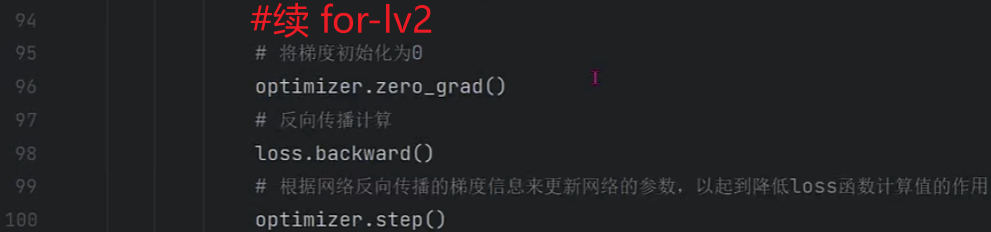 94 #续 for-lv2
95 # 将梯度初始化为0
96 optimizer.zero_grad()
97 # 反向传播计算
98 loss.backward()
99 # 根据网络反向传播的梯度信息来更新网络的参数，以起到降低loss函数计算值的作用
100 optimizer.step()